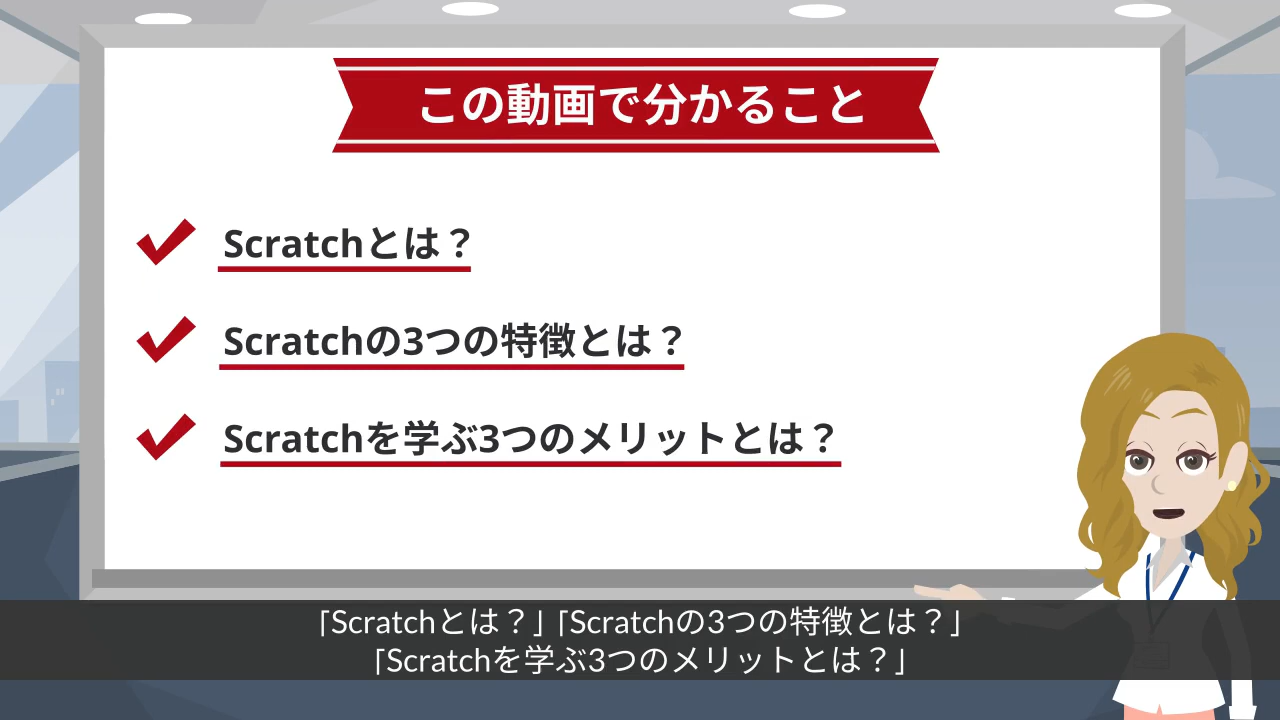 この動画で分かること
Scratchとは？
Scratchの3つの特徴とは？
Scratchを学ぶ3つのメリットとは？
「Scratchとは？」「Scratchの3つの特徴とは？」
「Scratchを学ぶ3つのメリットとは？」